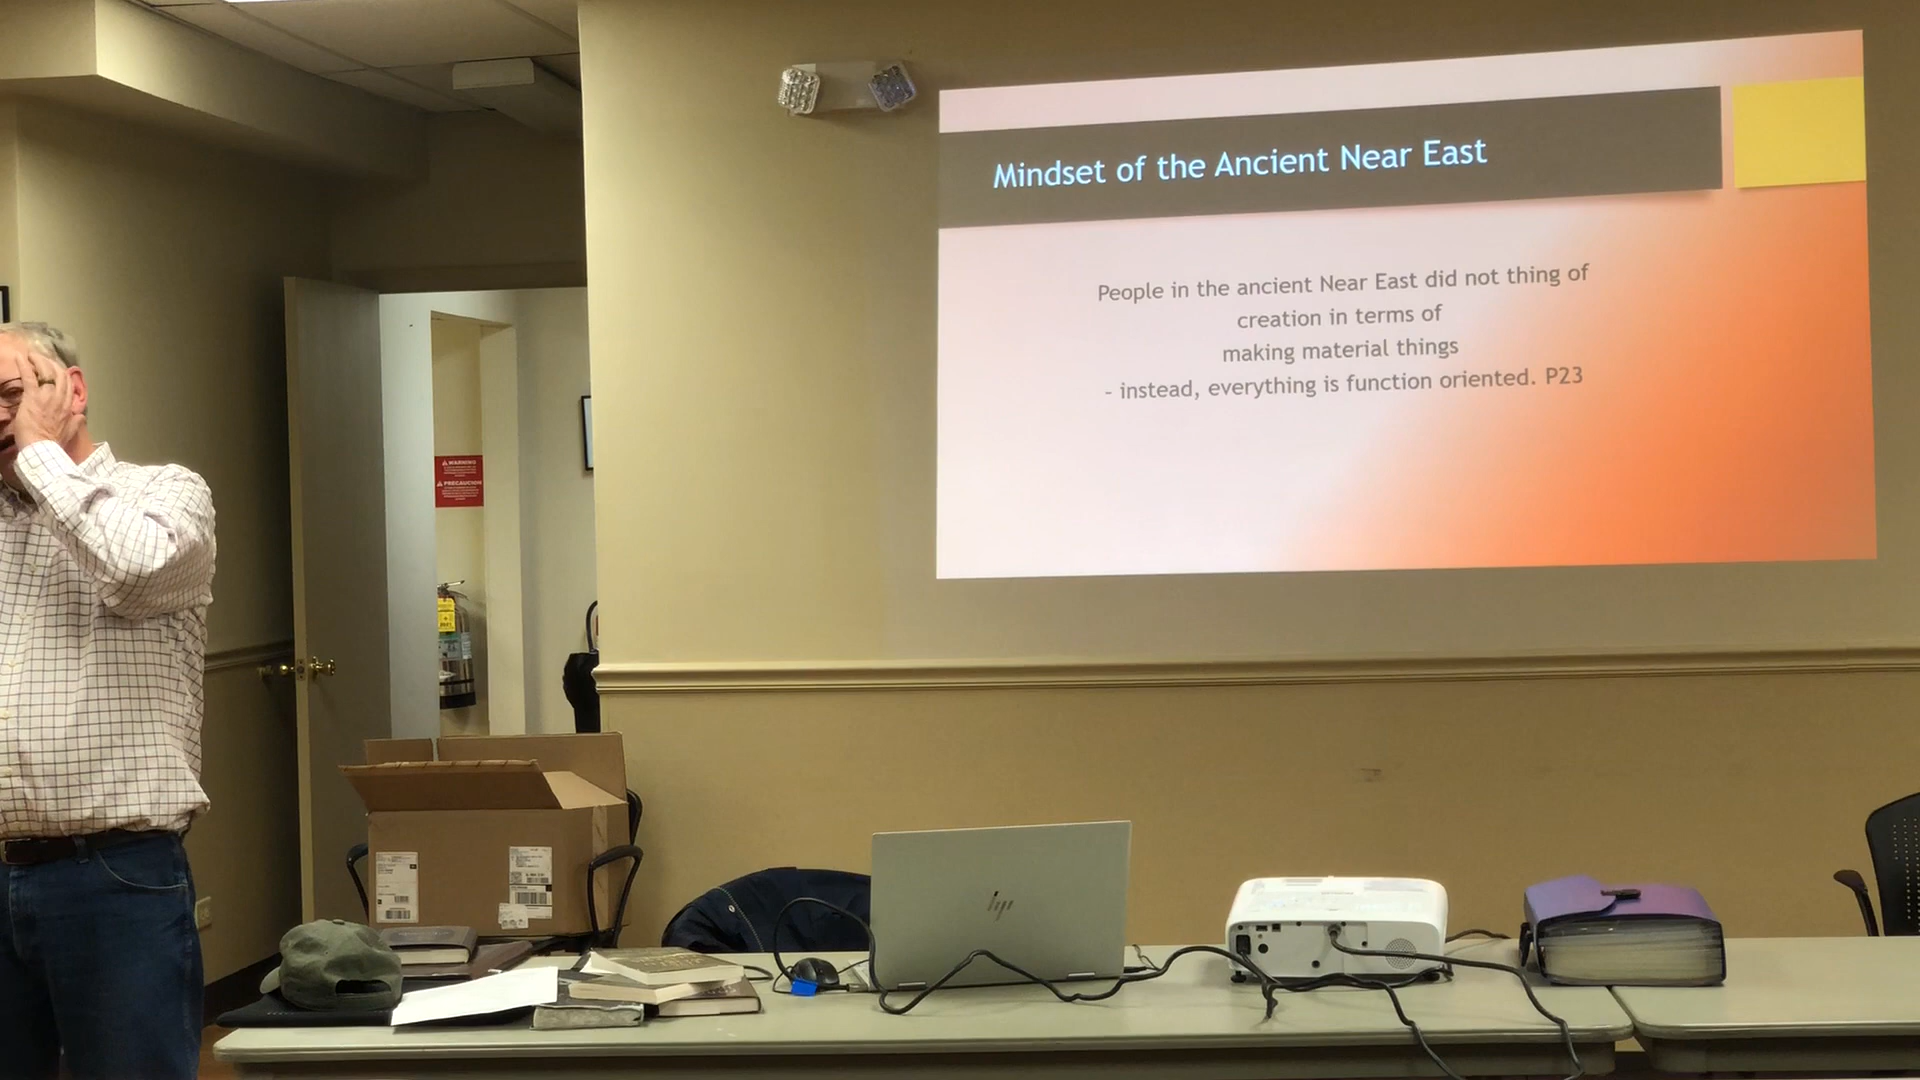 Mindset of the Ancient Near East
People in the ancient Near East did not thing of
creation in terms of
making material things
- instead, everything is function oriented. P23
WARNING
PRECAUCION
hp